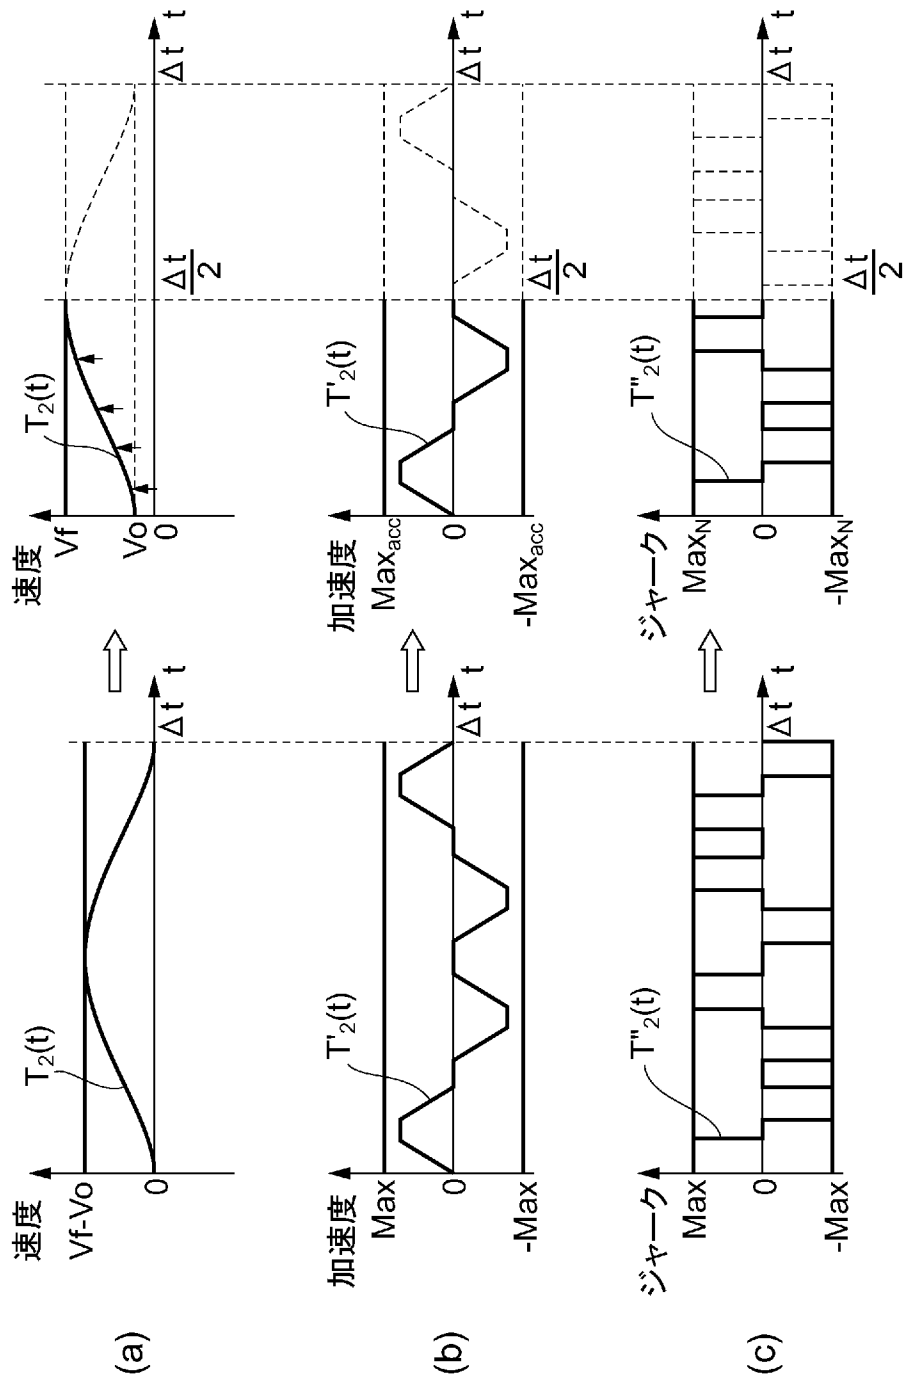 (a)
速度
Vf-Vo
0
T₂(t)
Δt
t
速度
Vf
Vo
0
T₂(t)
Δt/2
Δt
t
(b)
加速度
Max
0
-Max
T'₂(t)
Δt
t
加速度
Maxacc
0
-Maxacc
T'₂(t)
Δt/2
Δt
t
(c)
ジャーク
Max
0
-Max
T"₂(t)
Δt
t
ジャーク
MaxN
0
-MaxN
T"₂(t)
Δt/2
Δt
t